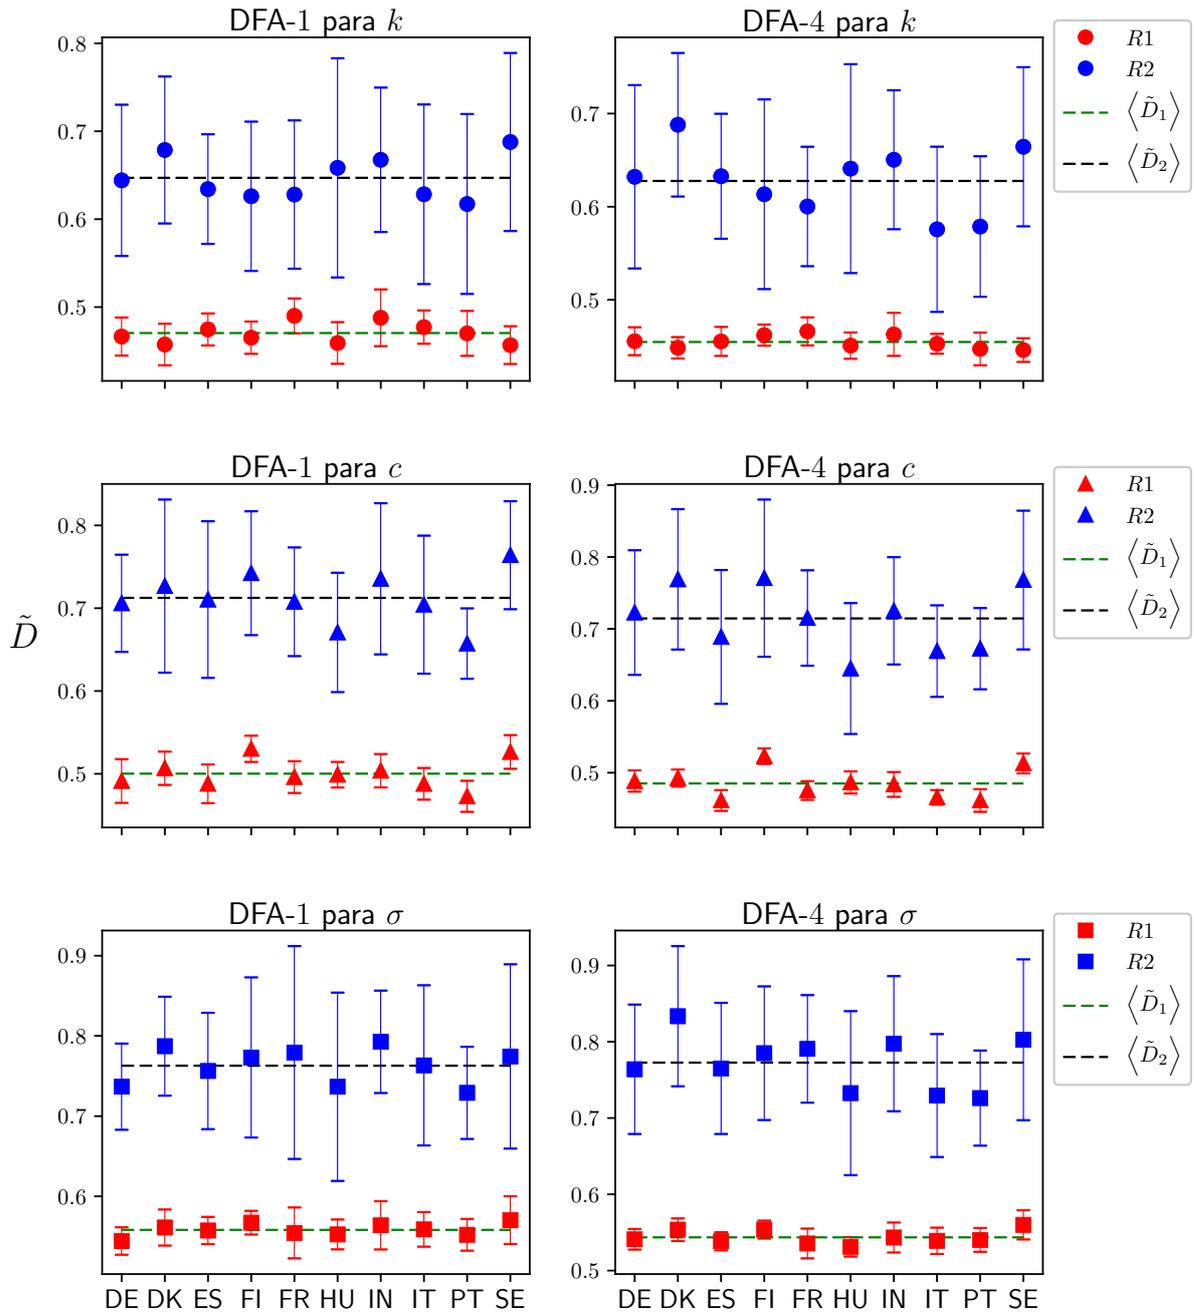 DFA-1 para k
DFA-4 para k
0.8
0.7
0.6
0.5
0.7
0.6
0.5
R1
R2
⟨D̃₁⟩
⟨D̃₂⟩
DFA-1 para c
DFA-4 para c
D̃
0.8
0.7
0.6
0.5
0.9
0.8
0.7
0.6
0.5
R1
R2
⟨D̃₁⟩
⟨D̃₂⟩
DFA-1 para σ
DFA-4 para σ
0.9
0.8
0.7
0.6
0.9
0.8
0.7
0.6
0.5
R1
R2
⟨D̃₁⟩
⟨D̃₂⟩
DE DK ES FI FR HU IN IT PT SE
DE DK ES FI FR HU IN IT PT SE